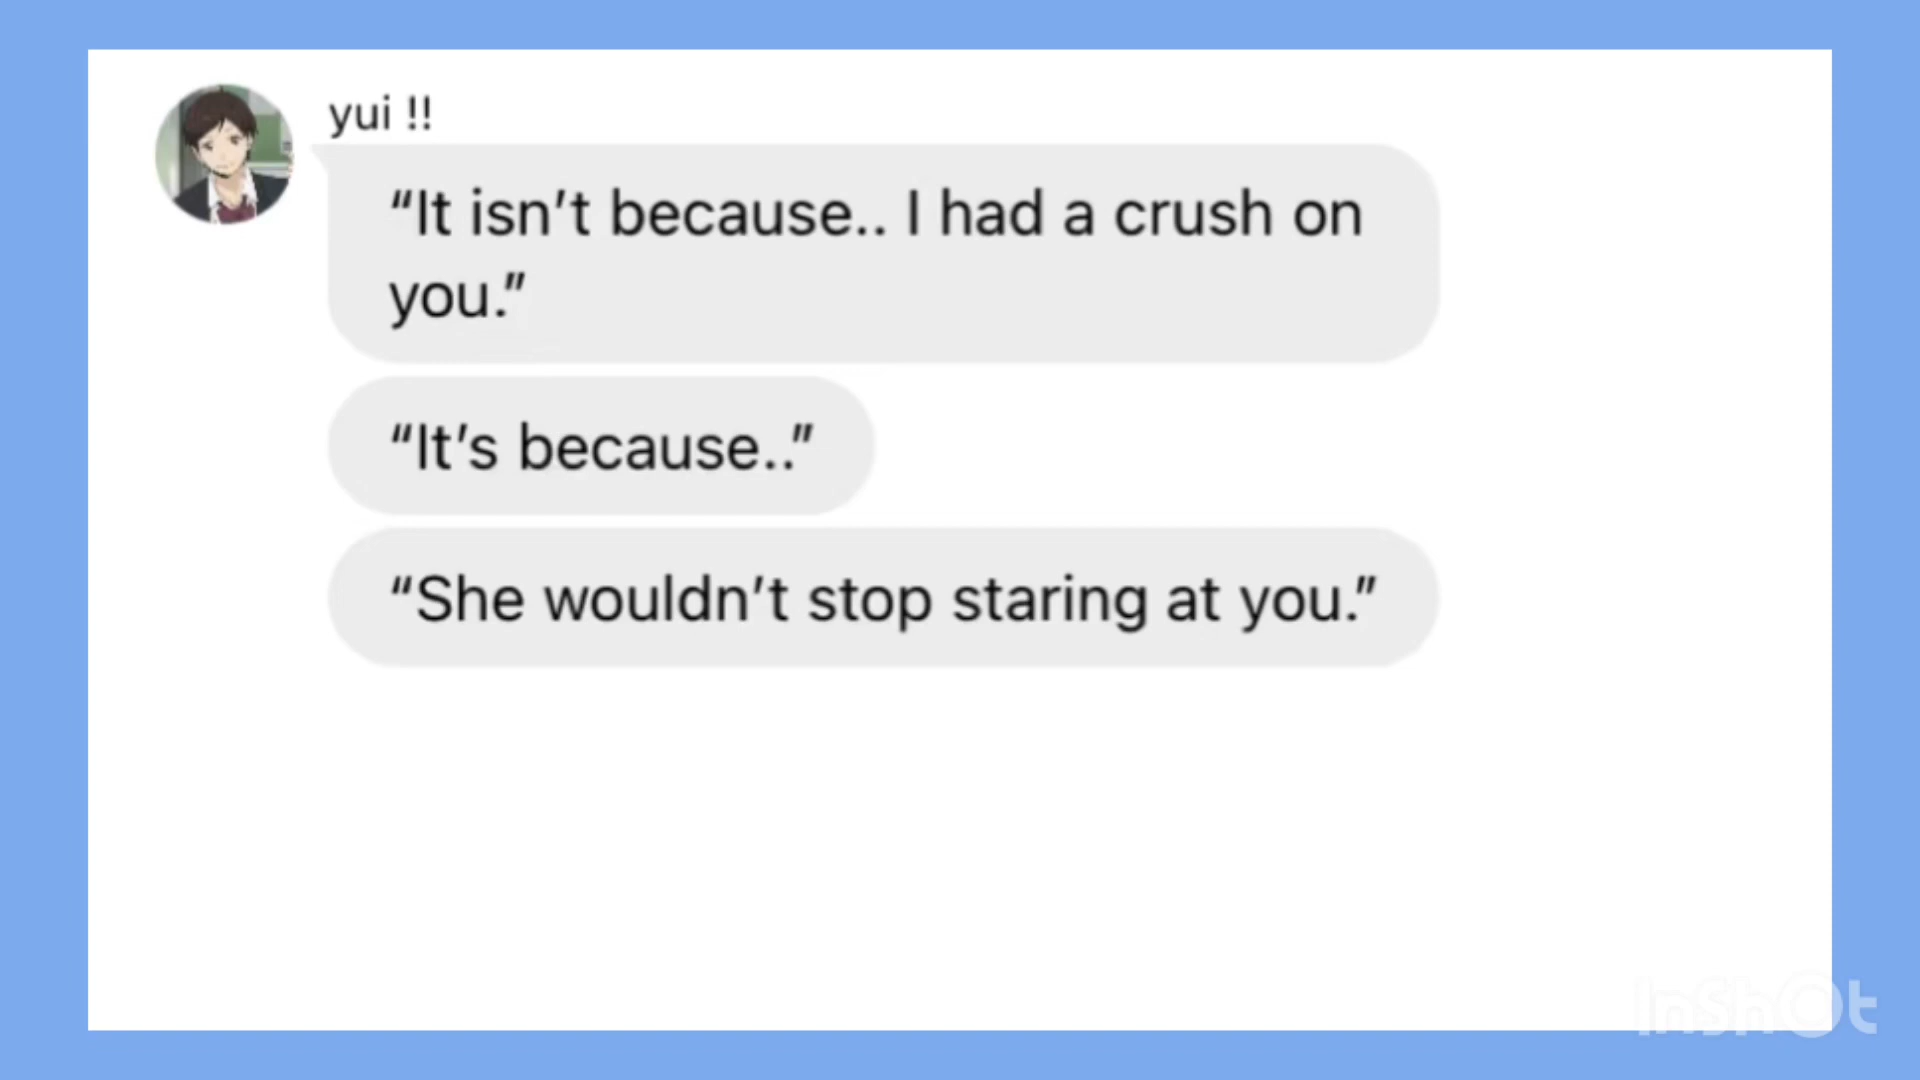 yui !!
“It isn’t because.. I had a crush on
you.”
“It’s because..”
“She wouldn’t stop staring at you.”
InShOt